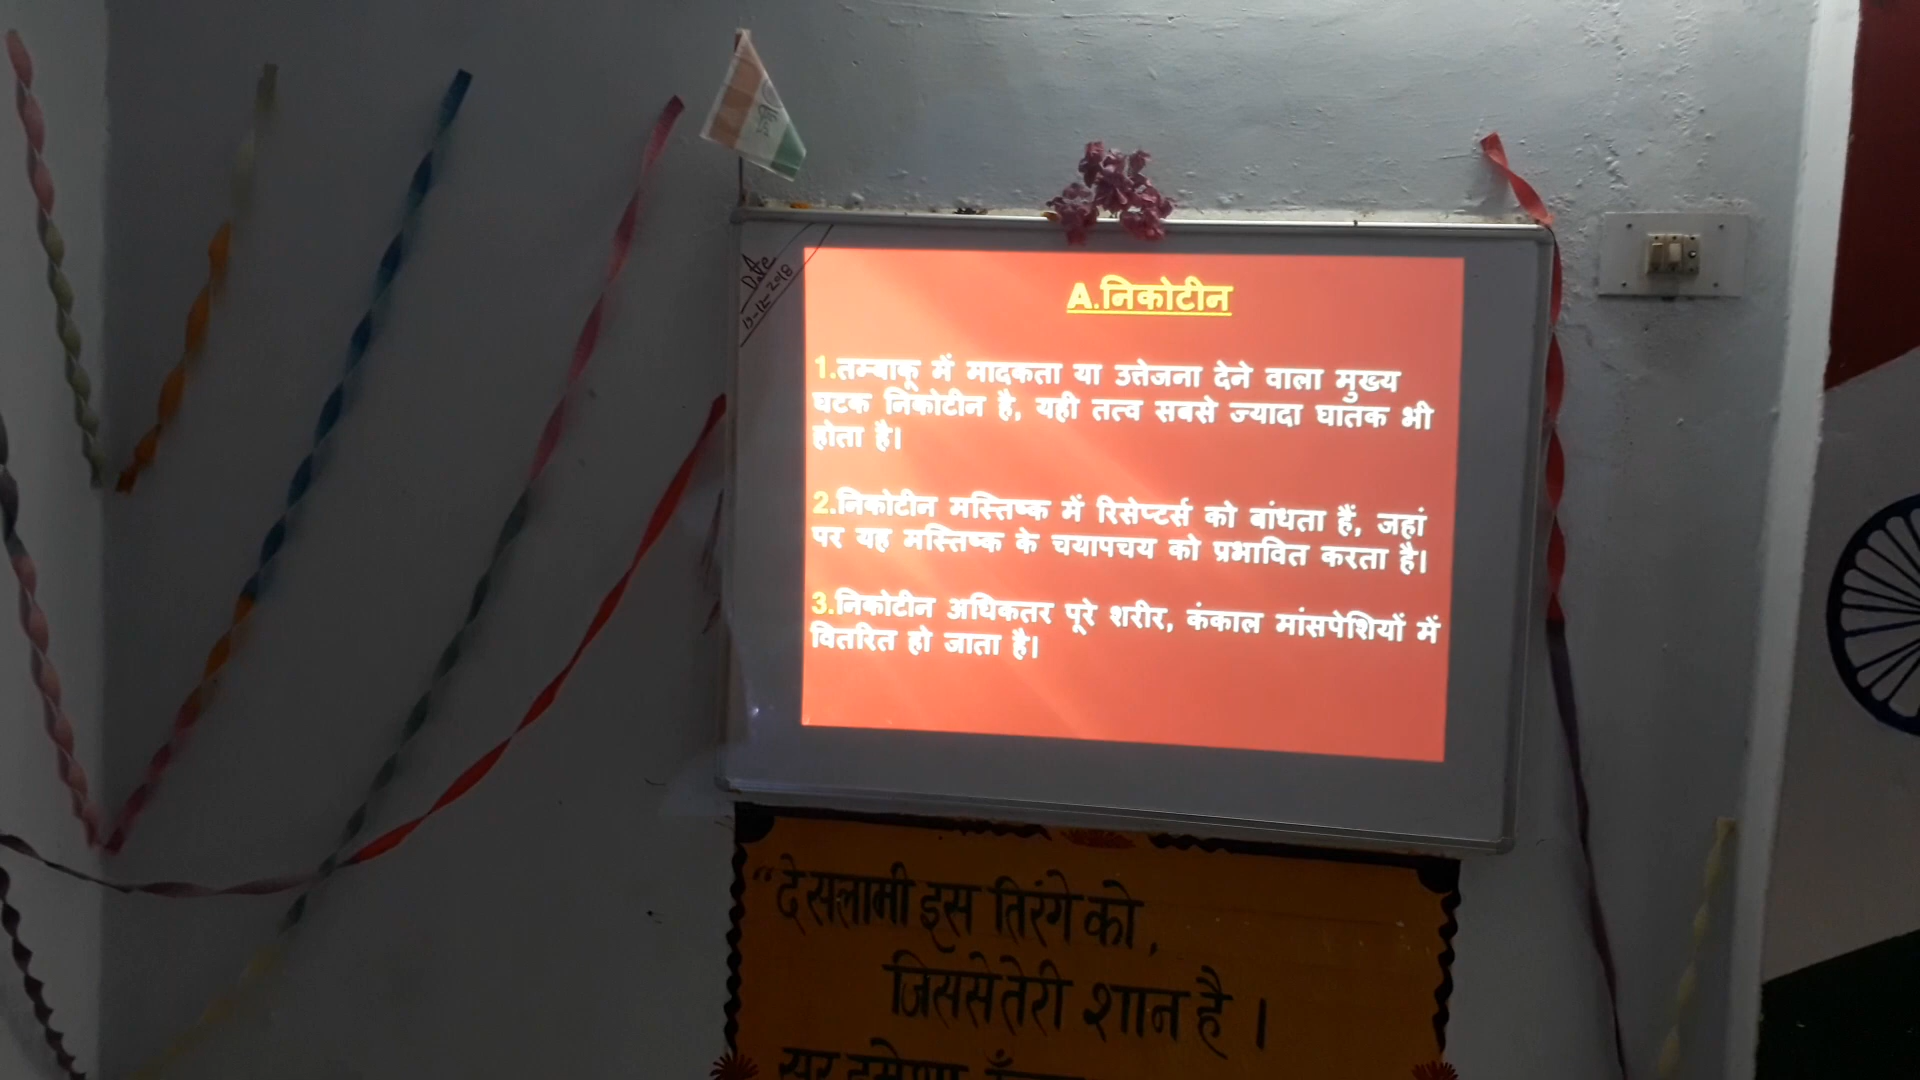 Date
A.निकोटीन
1.तम्बाकू में मादकता या उत्तेजना देने वाला मुख्य
घटक निकोटीन है, यही तत्व सबसे ज्यादा घातक भी
होता है।
2.निकोटीन मस्तिष्क में रिसेप्टर्स को बांधता हैं, जहां
पर यह मस्तिष्क के चयापचय को प्रभावित करता है।
3.निकोटीन अधिकतर पूरे शरीर, कंकाल मांसपेशियों में
वितरित हो जाता है।
“दे सलामी इस तिरंगे को,
जिससे तेरी शान है ।